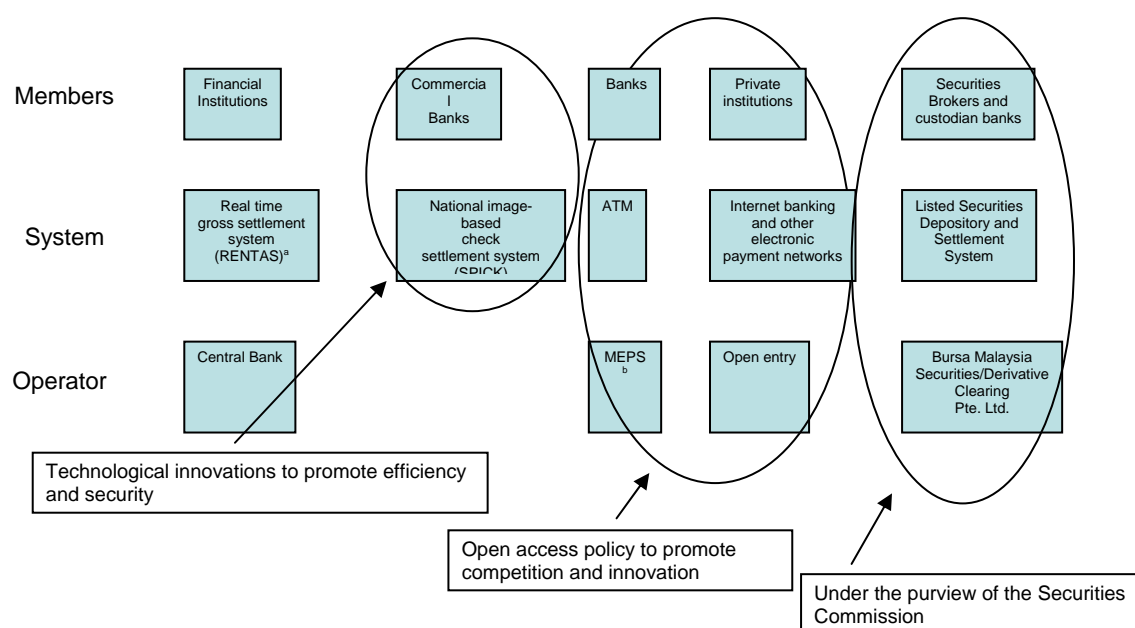 Members
Financial
Institutions
Commercia
l
Banks
Banks
Private
institutions
Securities
Brokers and
custodian banks
System
Real time
gross settlement
system
(RENTAS)ᵃ
National image-
based
check
settlement system
(SPICK)
ATM
Internet banking
and other
electronic
payment networks
Listed Securities
Depository and
Settlement
System
Operator
Central Bank
MEPS
b
Open entry
Bursa Malaysia
Securities/Derivative
Clearing
Pte. Ltd.
Technological innovations to promote efficiency
and security
Open access policy to promote
competition and innovation
Under the purview of the Securities
Commission